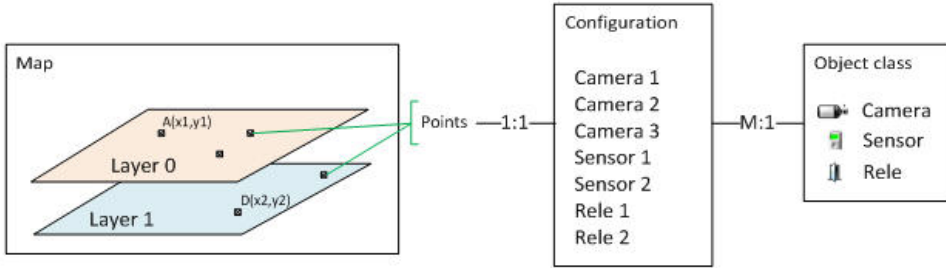 Map
A(x1,y1)
Layer 0
D(x2,y2)
Layer 1
Points
1:1
Configuration
Camera 1
Camera 2
Camera 3
Sensor 1
Sensor 2
Rele 1
Rele 2
M:1
Object class
Camera
Sensor
Rele